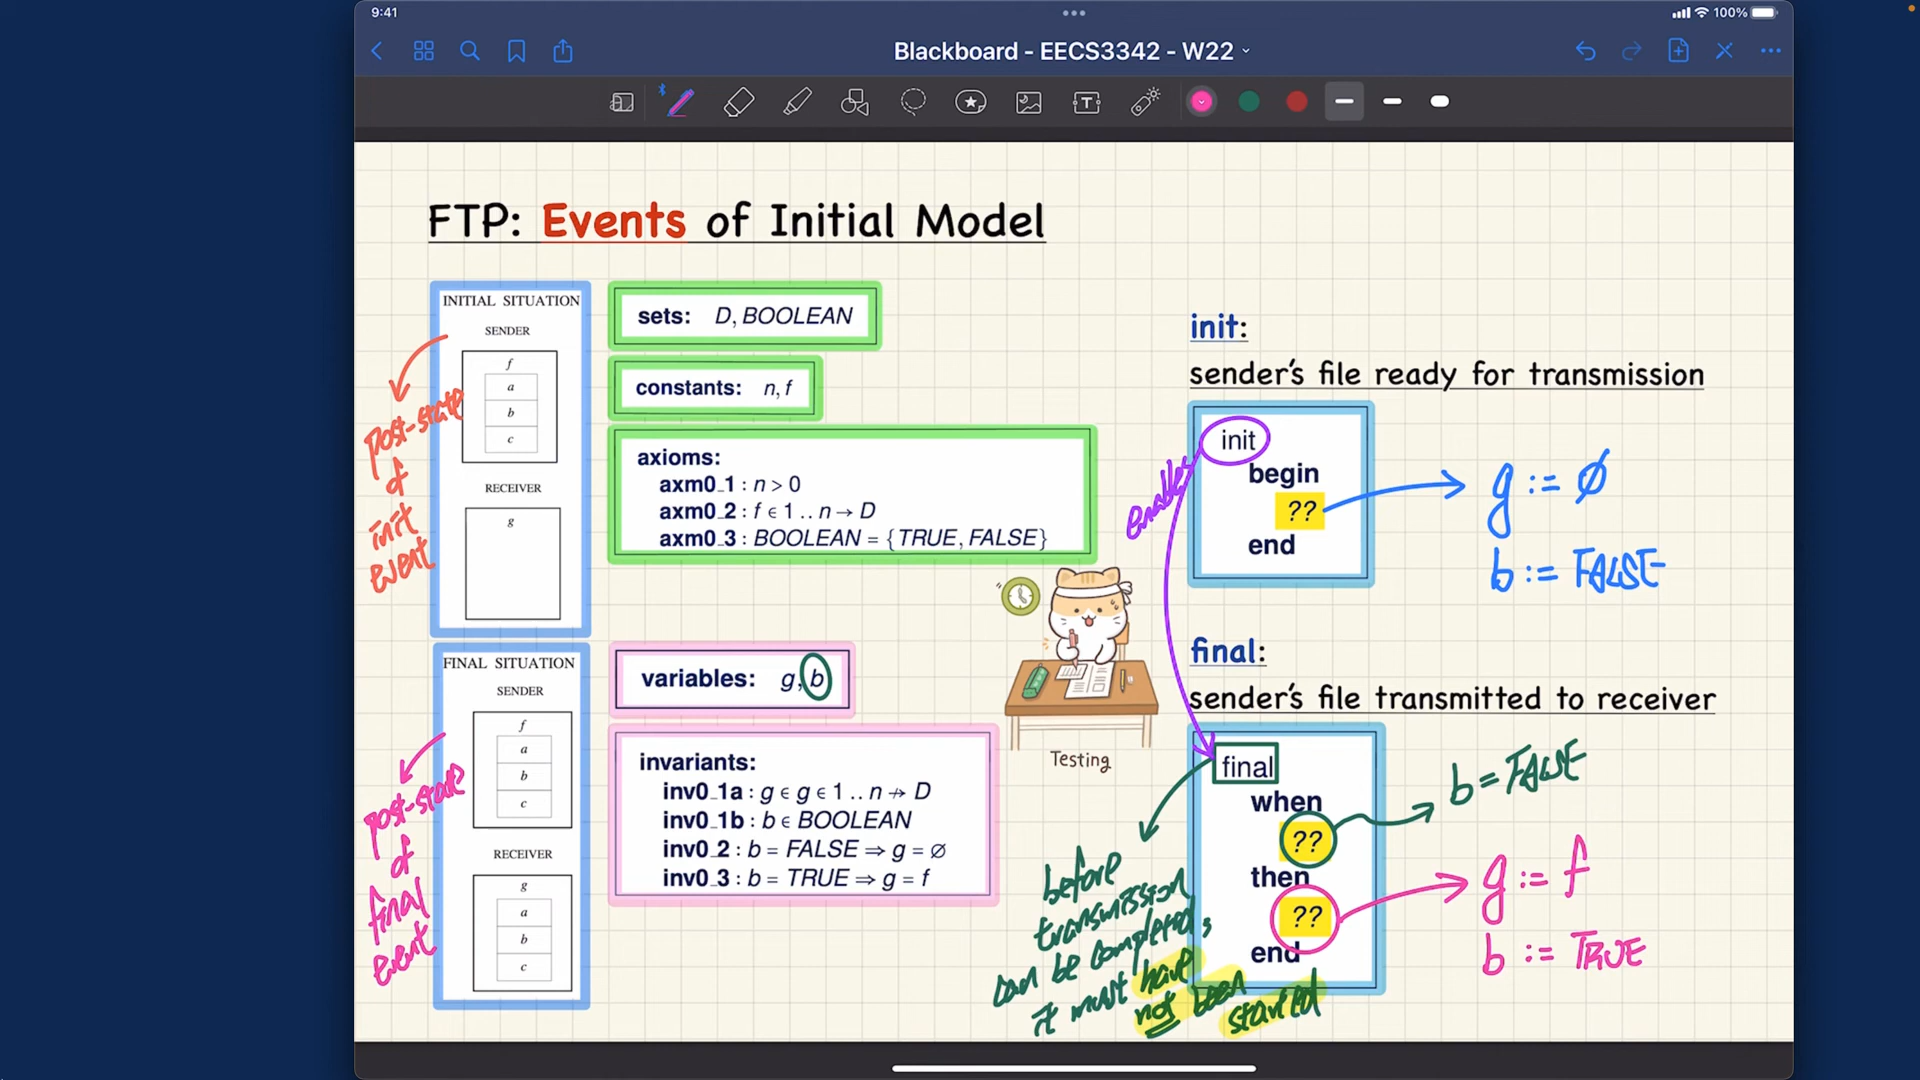 9:41
100%
Blackboard - EECS3342 - W22
FTP: Events of Initial Model
INITIAL SITUATION
SENDER
f
a
b
c
RECEIVER
g
post-state
of
init
event
sets: D, BOOLEAN
constants: n, f
axioms:
axm0_1 : n > 0
axm0_2 : f ∈ 1 .. n → D
axm0_3 : BOOLEAN = {TRUE, FALSE}
FINAL SITUATION
SENDER
f
a
b
c
RECEIVER
g
a
b
c
post-state
of
final
event
variables: g, b
invariants:
inv0_1a : g ∈ g ∈ 1 .. n ⇸ D
inv0_1b : b ∈ BOOLEAN
inv0_2 : b = FALSE ⇒ g = ∅
inv0_3 : b = TRUE ⇒ g = f
Testing
init:
sender's file ready for transmission
init
begin
??
end
g := ∅
b := FALSE
enables
final:
sender's file transmitted to receiver
final
when
??
then
??
end
b = FALSE
g := f
b := TRUE
before
transmission
can be completed,
it must have
not been
started